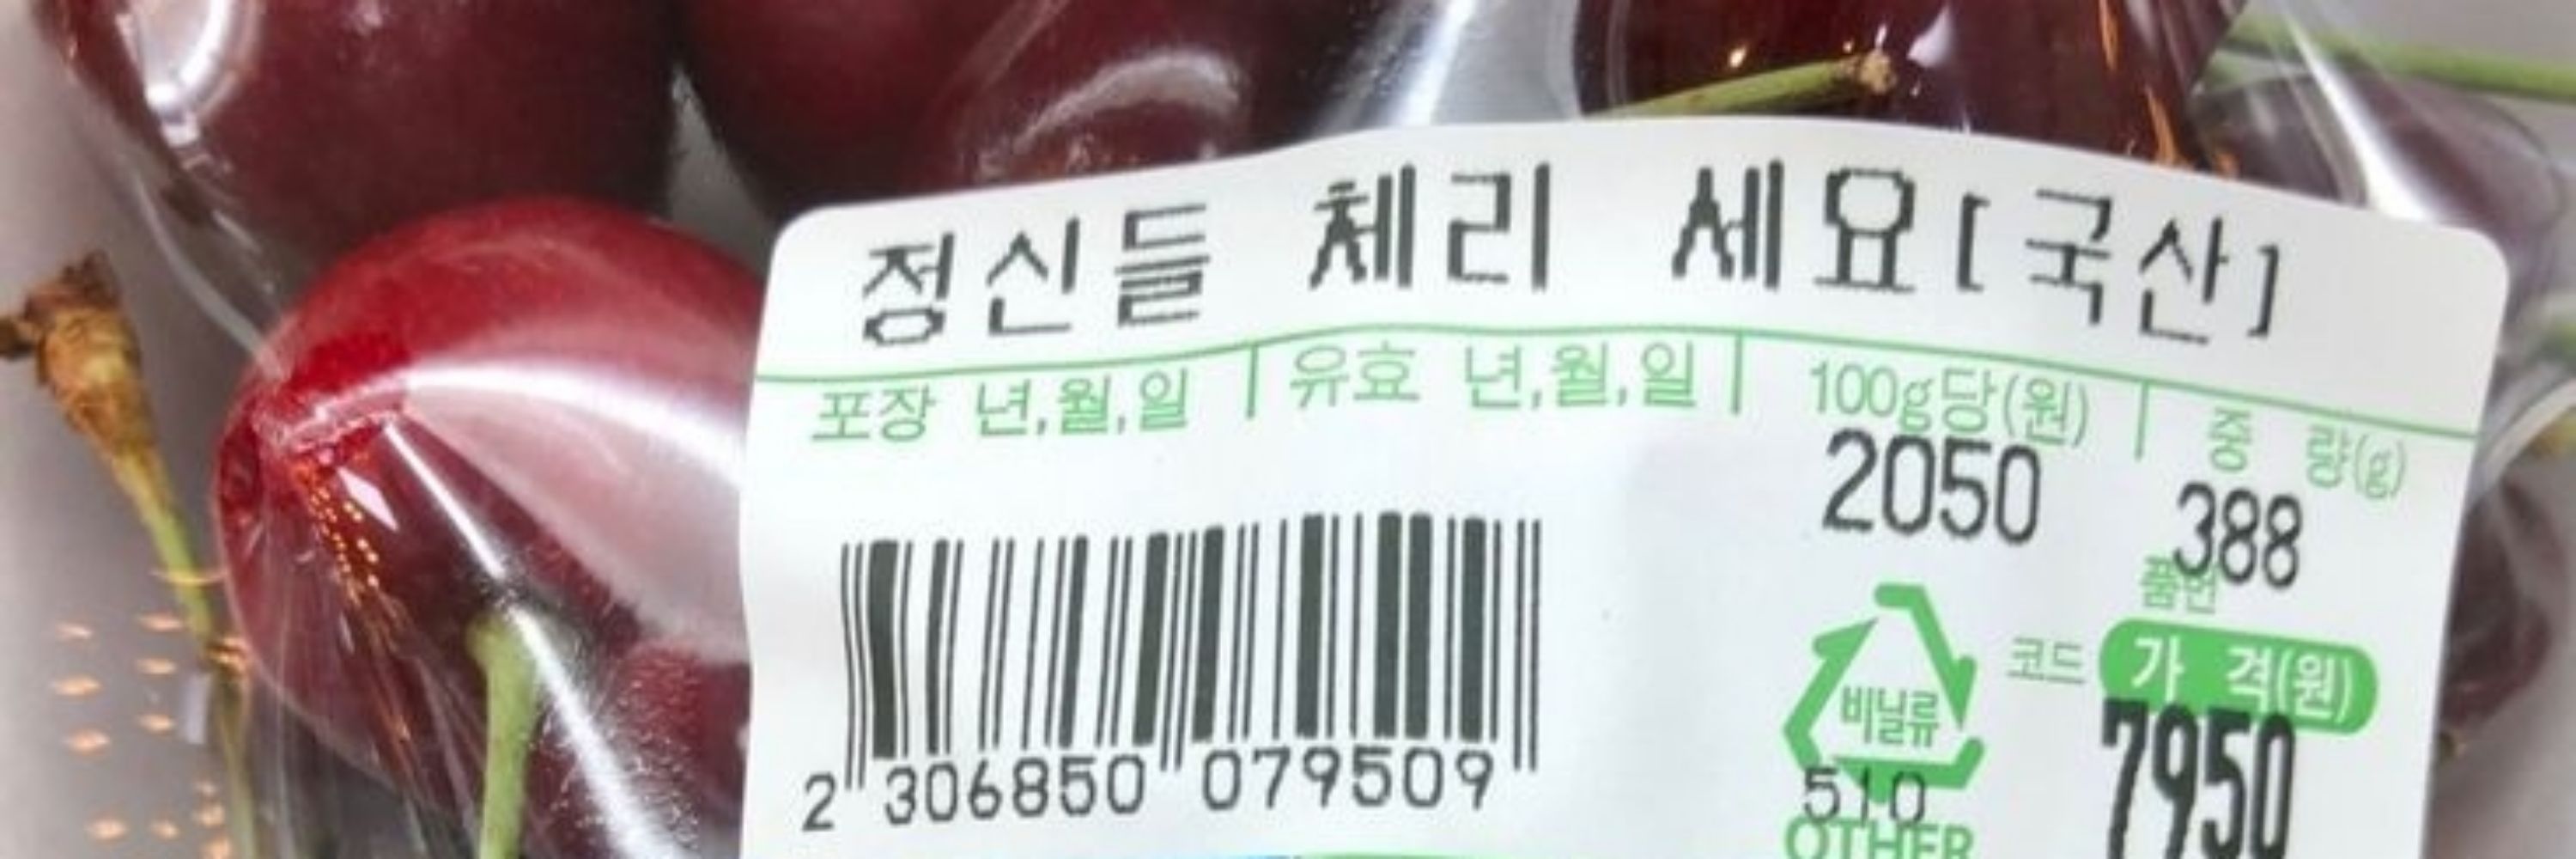 정신들 체리 세요[국산]
포장 년,월,일 유효 년,월,일 100g당(원) 중 량(g)
2050 388
품번
코드 가 격(원)
비닐류
7950
2 306850 079509
510
OTHER